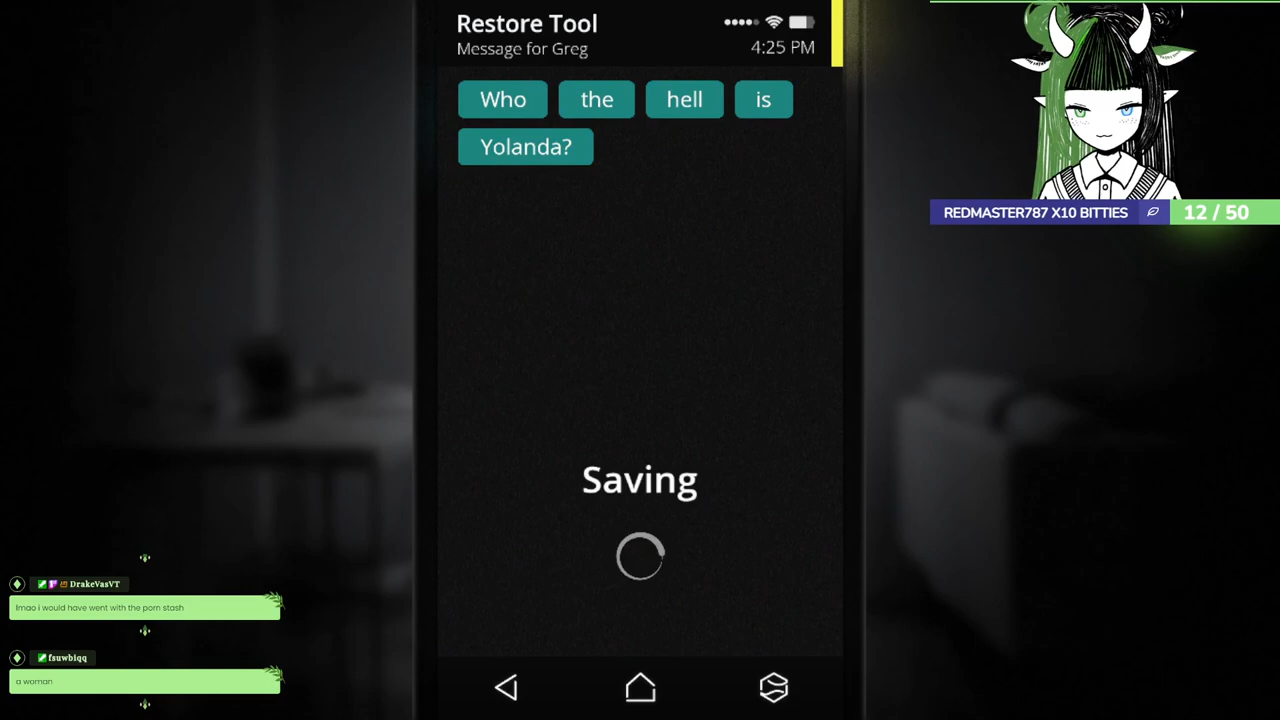 Restore Tool
Message for Greg
4:25 PM
Who the hell is
Yolanda?
Saving
REDMASTER787 X10 BITTIES
12 / 50
DrakeVasVT
lmao i would have went with the porn stash
fsuwbiqq
a woman